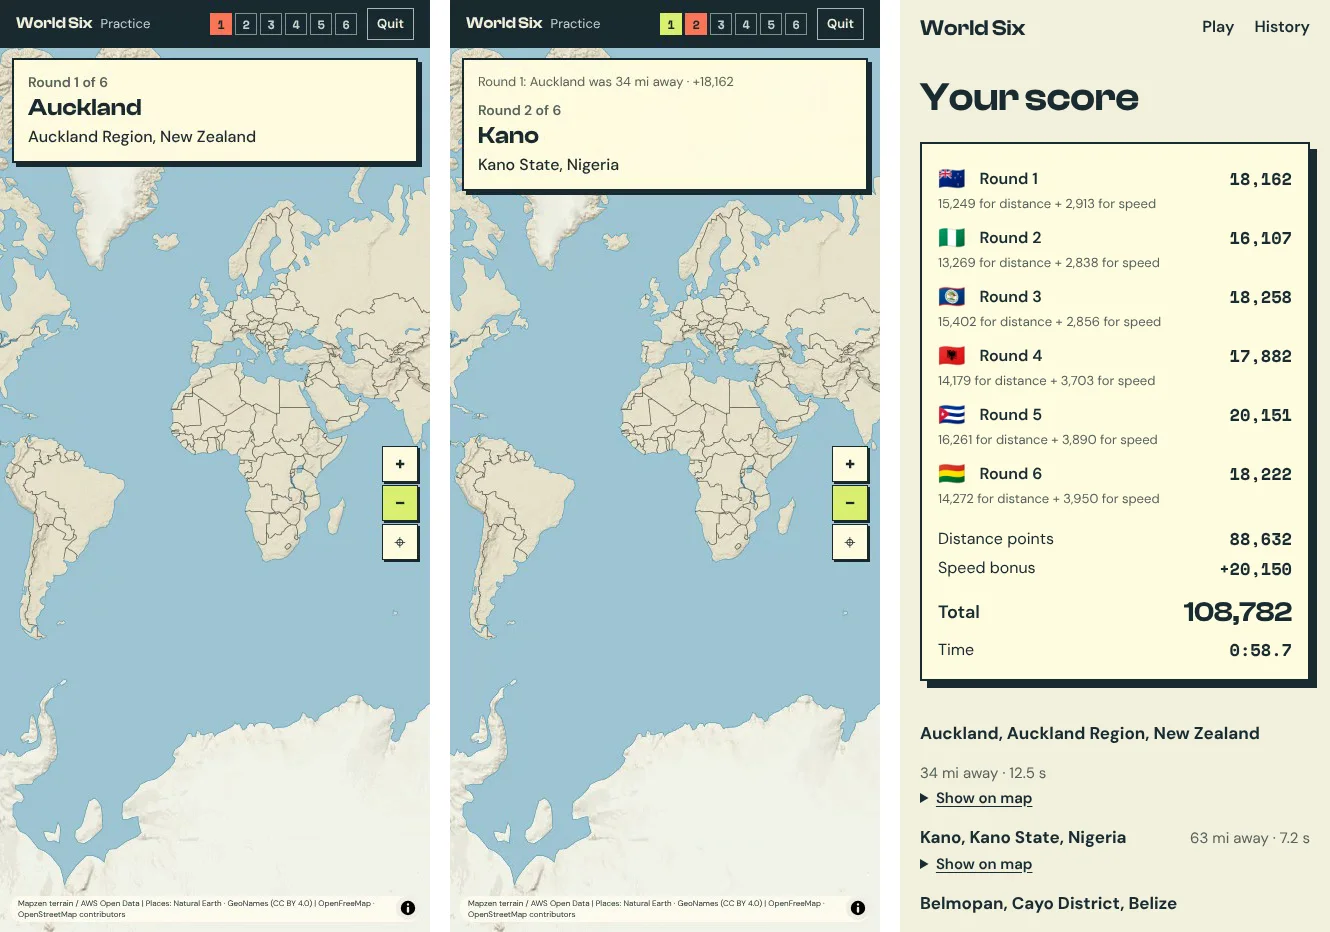 World Six Practice 1 2 3 4 5 6 Quit
Round 1 of 6
Auckland
Auckland Region, New Zealand
+
−
Mapzen terrain / AWS Open Data | Places: Natural Earth · GeoNames (CC BY 4.0) | OpenFreeMap ·
OpenStreetMap contributors
World Six Practice 1 2 3 4 5 6 Quit
Round 1: Auckland was 34 mi away · +18,162
Round 2 of 6
Kano
Kano State, Nigeria
+
−
Mapzen terrain / AWS Open Data | Places: Natural Earth · GeoNames (CC BY 4.0) | OpenFreeMap ·
OpenStreetMap contributors
World Six Play History
Your score
Round 1 18,162
15,249 for distance + 2,913 for speed
Round 2 16,107
13,269 for distance + 2,838 for speed
Round 3 18,258
15,402 for distance + 2,856 for speed
Round 4 17,882
14,179 for distance + 3,703 for speed
Round 5 20,151
16,261 for distance + 3,890 for speed
Round 6 18,222
14,272 for distance + 3,950 for speed
Distance points 88,632
Speed bonus +20,150
Total 108,782
Time 0:58.7
Auckland, Auckland Region, New Zealand
34 mi away · 12.5 s
Show on map
Kano, Kano State, Nigeria 63 mi away · 7.2 s
Show on map
Belmopan, Cayo District, Belize